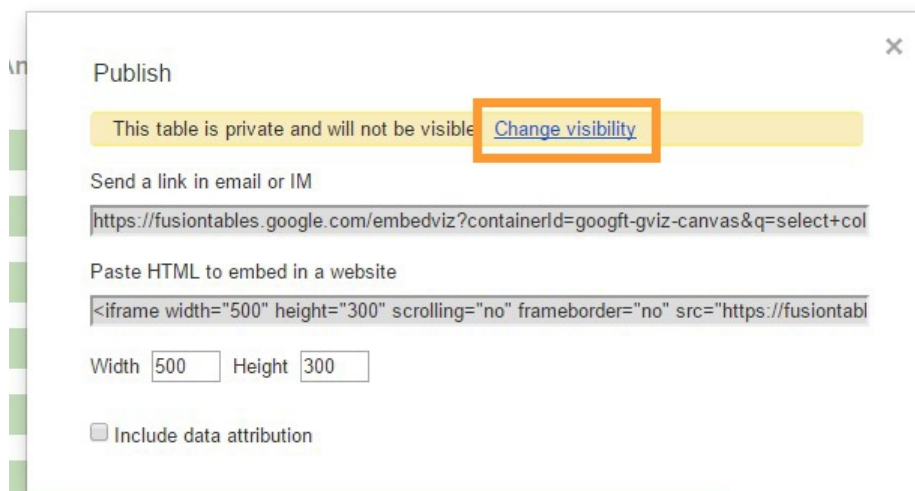 An
Publish
This table is private and will not be visible Change visibility
Send a link in email or IM
https://fusiontables.google.com/embedviz?containerId=googft-gviz-canvas&q=select+col
Paste HTML to embed in a website
<iframe width="500" height="300" scrolling="no" frameborder="no" src="https://fusiontabl
Width 500 Height 300
Include data attribution